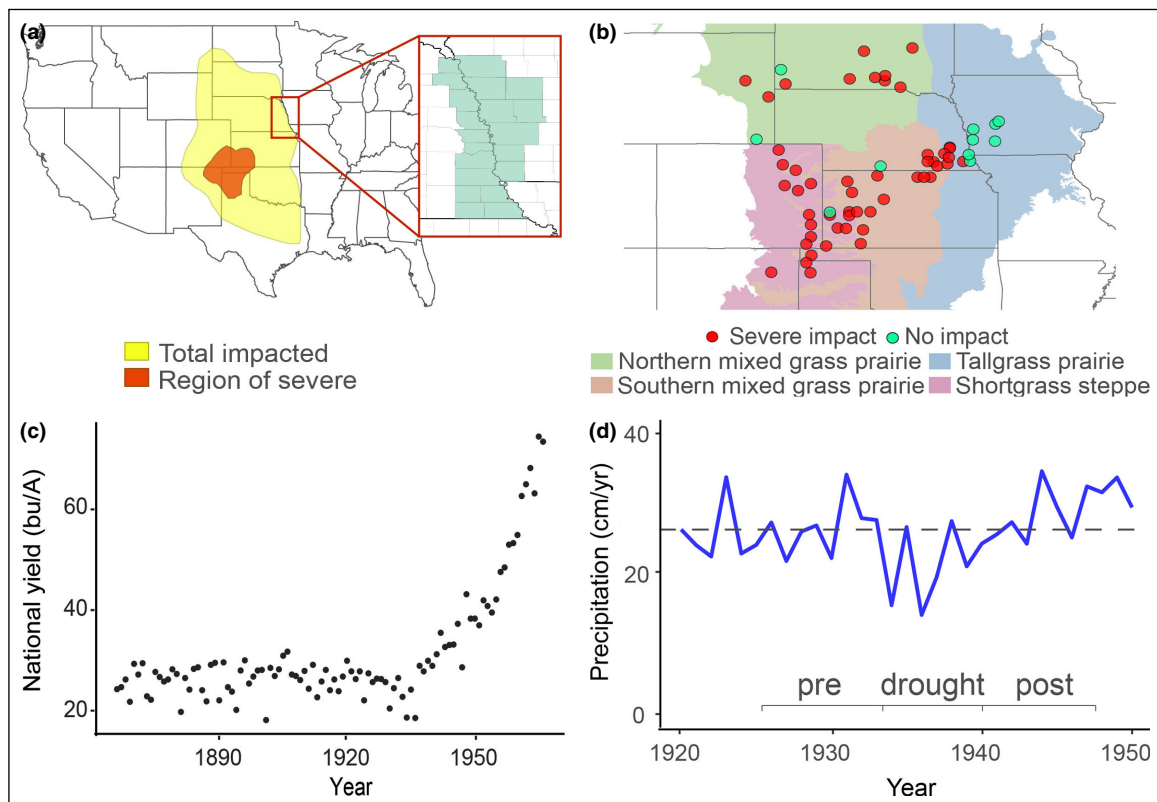 (a)
Total impacted
Region of severe
(b)
Severe impact No impact
Northern mixed grass prairie Tallgrass prairie
Southern mixed grass prairie Shortgrass steppe
(c)
National yield (bu/A)
60
40
20
1890 1920 1950
Year
(d)
Precipitation (cm/yr)
40
20
0
pre drought post
1920 1930 1940 1950
Year